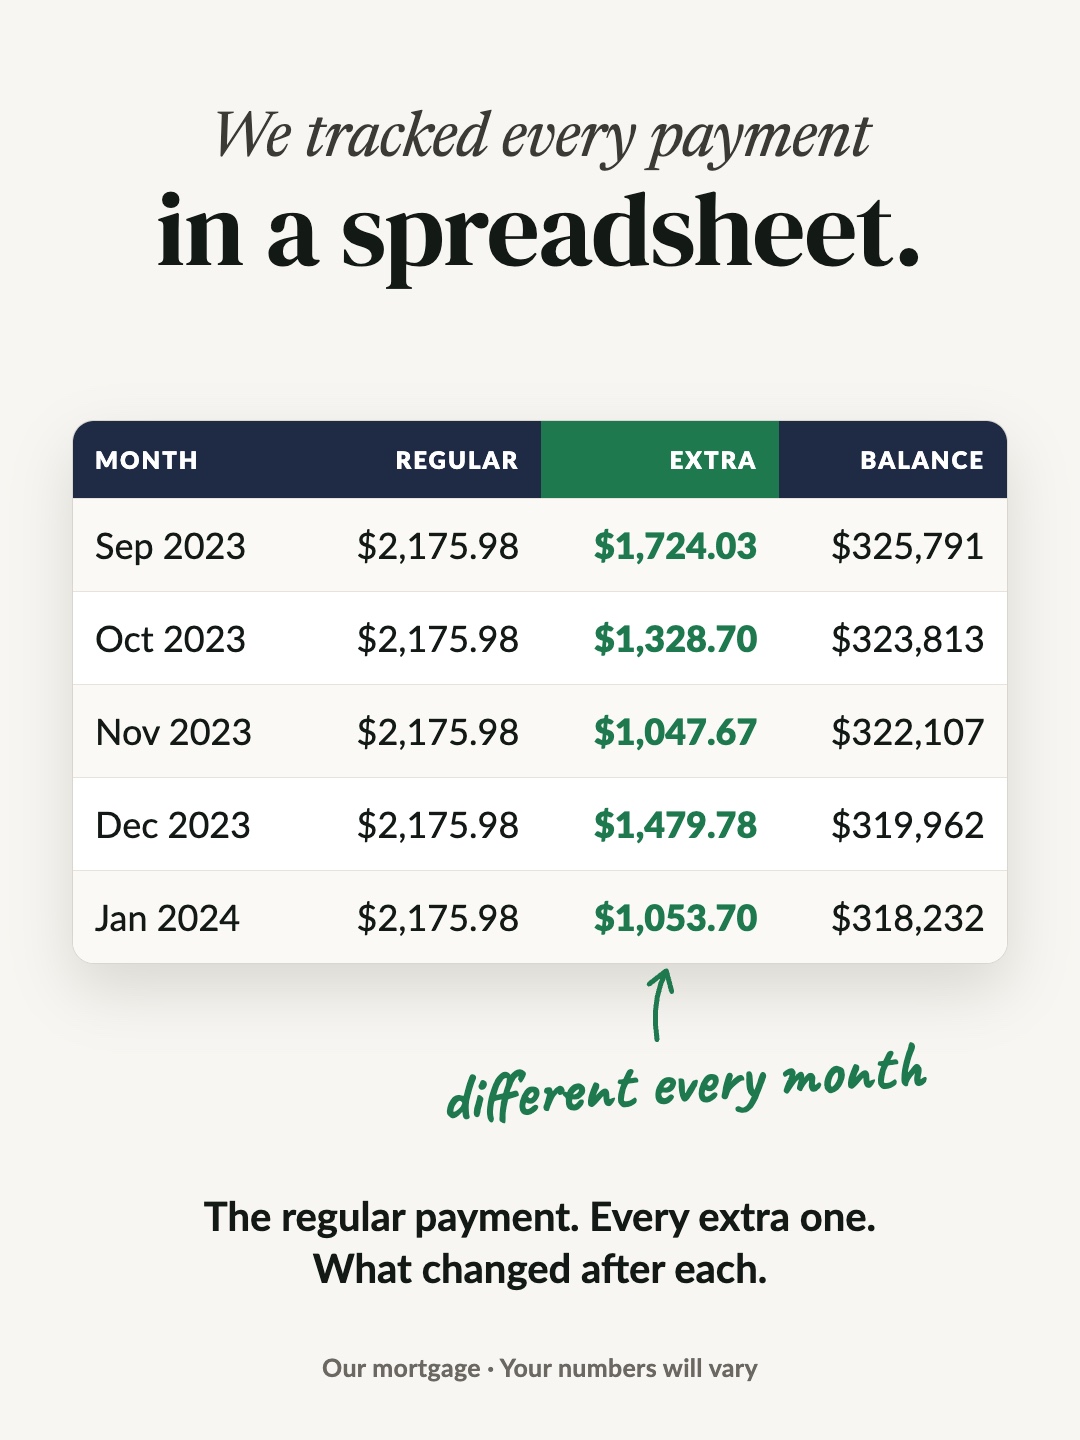 We tracked every payment
in a spreadsheet.
MONTH REGULAR EXTRA BALANCE
Sep 2023 $2,175.98 $1,724.03 $325,791
Oct 2023 $2,175.98 $1,328.70 $323,813
Nov 2023 $2,175.98 $1,047.67 $322,107
Dec 2023 $2,175.98 $1,479.78 $319,962
Jan 2024 $2,175.98 $1,053.70 $318,232
different every month
The regular payment. Every extra one.
What changed after each.
Our mortgage · Your numbers will vary